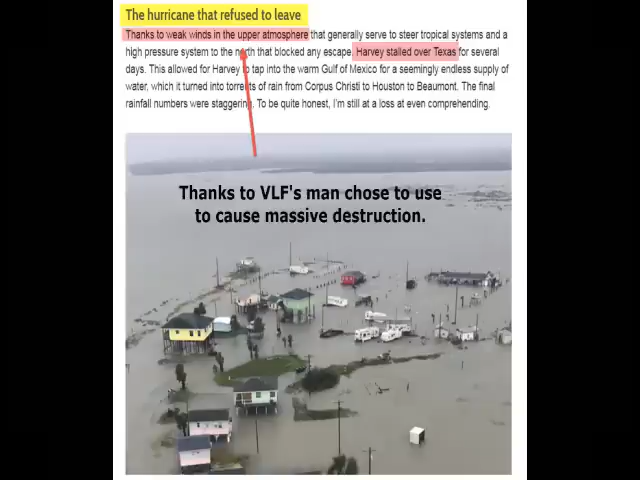 The hurricane that refused to leave
Thanks to weak winds in the upper atmosphere that generally serve to steer tropical systems and a
high pressure system to the north that blocked any escape, Harvey stalled over Texas for several
days. This allowed for Harvey to tap into the warm Gulf of Mexico for a seemingly endless supply of
water, which it turned into torrents of rain from Corpus Christi to Houston to Beaumont. The final
rainfall numbers were staggering. To be quite honest, I'm still at a loss at even comprehending.
Thanks to VLF's man chose to use
to cause massive destruction.